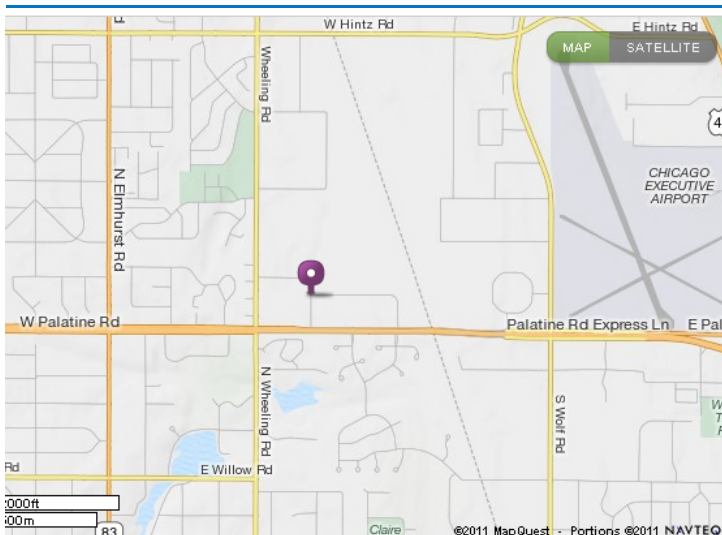 W Hintz Rd
E Hintz Rd
MAP SATELLITE
Wheeling Rd
4
CHICAGO
EXECUTIVE
AIRPORT
N Elmhurst Rd
W Palatine Rd
Palatine Rd Express Ln
E Pal
N Wheeling Rd
S Wolf Rd
W
T
Rd
E Willow Rd
2000ft
500m
83
Claire
©2011 MapQuest - Portions ©2011 NAVTEQ